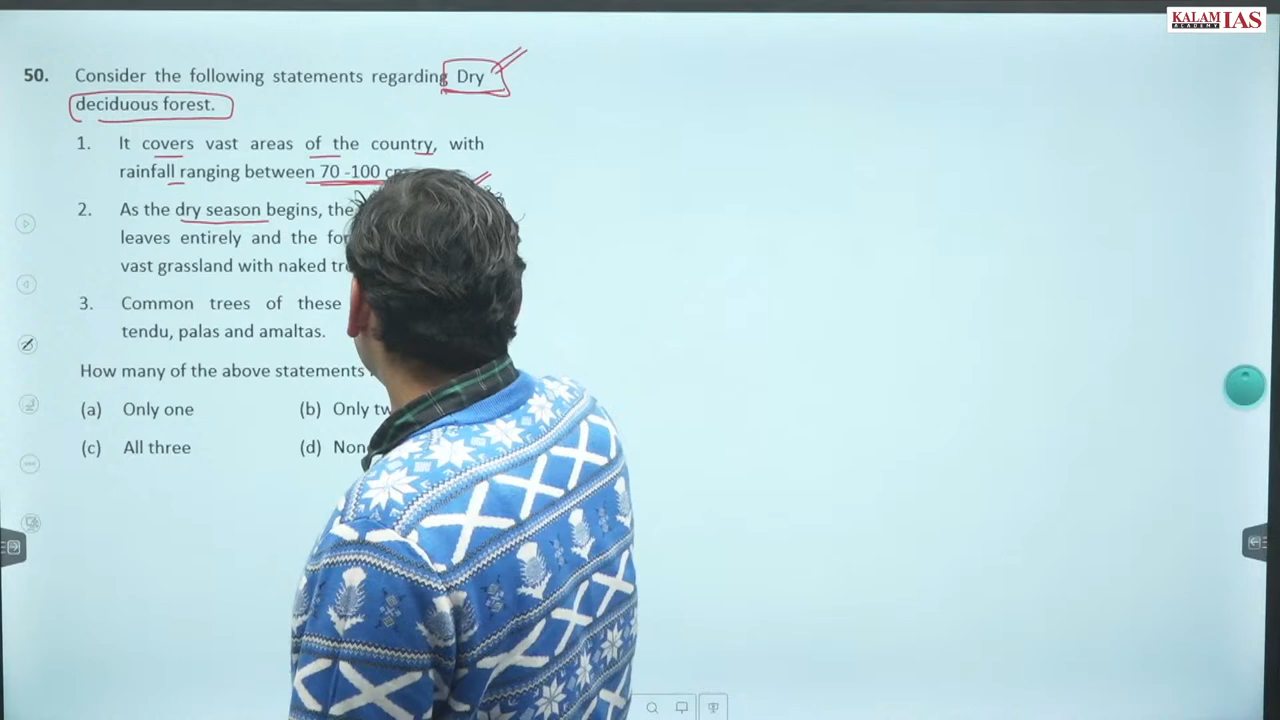 KALAM IAS
ACADEMY
50. Consider the following statements regarding Dry
deciduous forest.
1. It covers vast areas of the country, with
rainfall ranging between 70 -100
2. As the dry season begins, the
leaves entirely and the
vast grassland with naked
3. Common trees of these
tendu, palas and amaltas.
How many of the above statements
(a) Only one (b) Only
(c) All three (d)